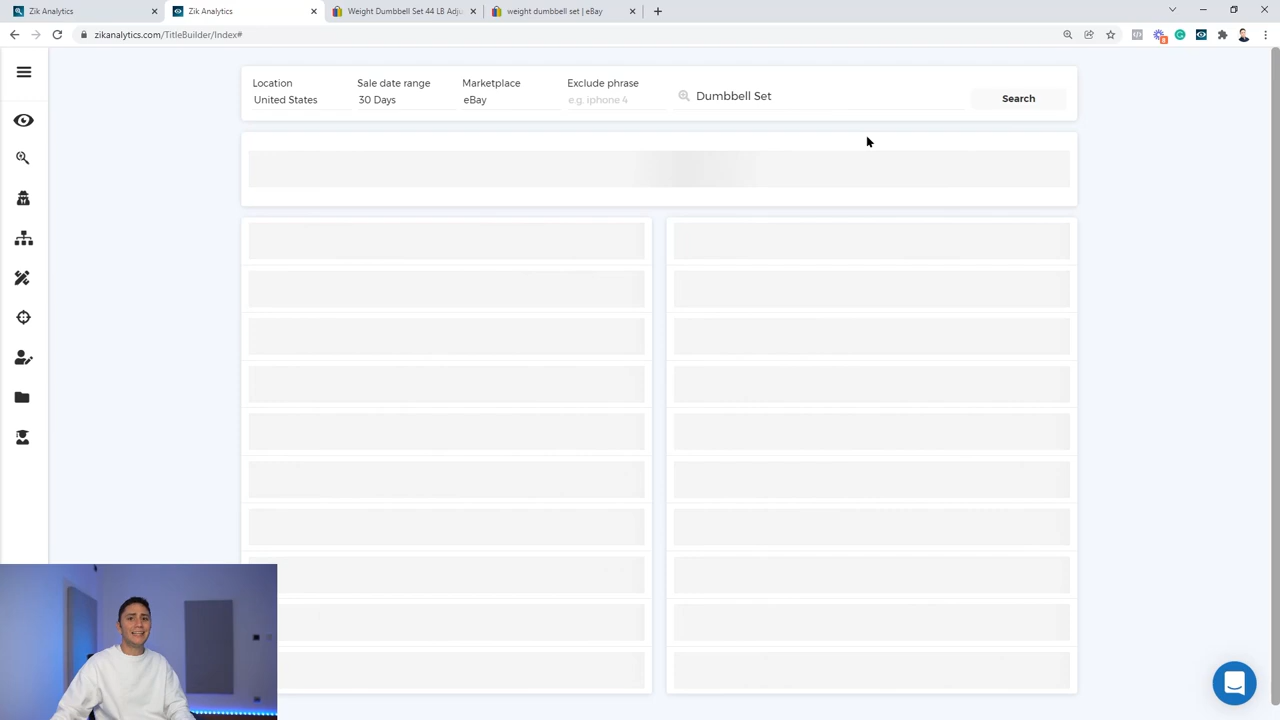 Zik Analytics
Zik Analytics
Weight Dumbbell Set 44 LB Adju
weight dumbbell set | eBay
zikanalytics.com/TitleBuilder/Index#
8
Location
Sale date range
Marketplace
Exclude phrase
United States
30 Days
eBay
e.g. iphone 4
Dumbbell Set
Search